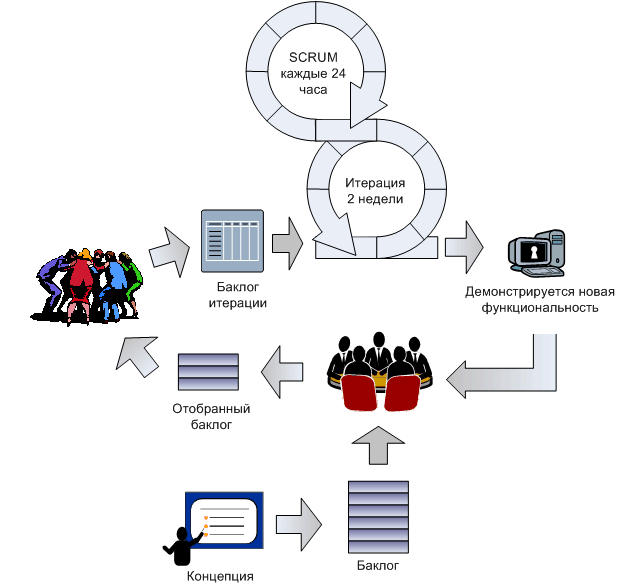 SCRUM
каждые 24
часа
Итерация
2 недели
Баклог
итерации
Демонстрируется новая
функциональность
Отобранный
баклог
Концепция
Баклог